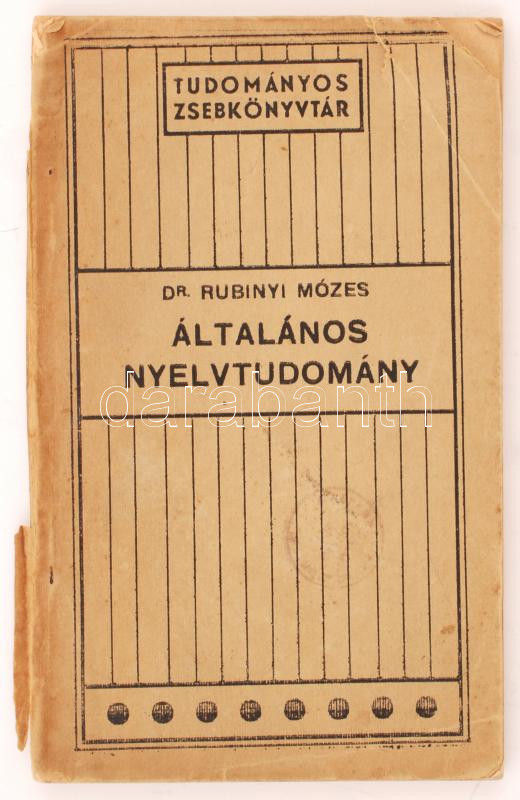 TUDOMÁNYOS
ZSEBKÖNYVTÁR
DR. RUBINYI MÓZES
ÁLTALÁNOS
NYELVTUDOMÁNY
darabanth